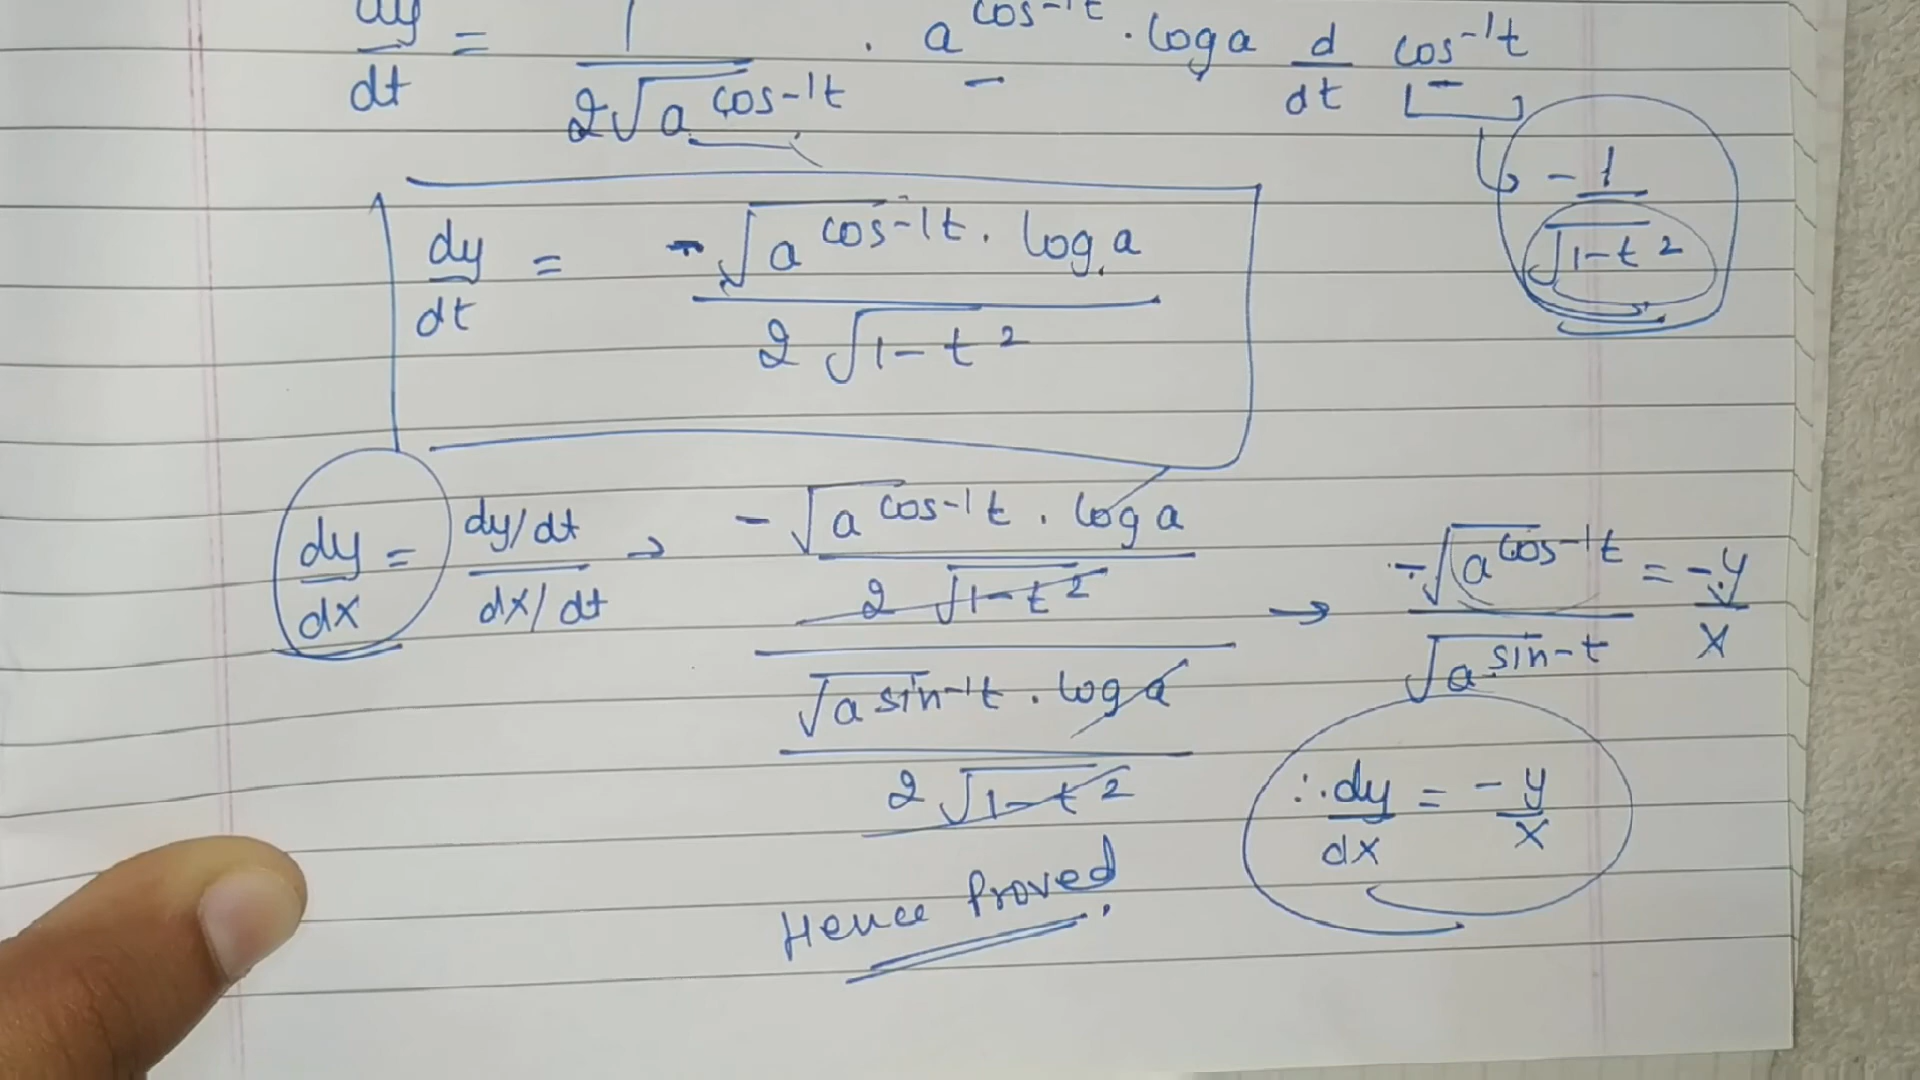 dy/dt = 1/(2√a^cos-1t) . a^cos-1t . log a d/dt cos-1t
-1/√1-t²
dy/dt = -√a^cos-1t . log a / 2√1-t²
dy/dx = (dy/dt)/(dx/dt) → (-√a^cos-1t . log a / 2√1-t²) / (√a^sin-1t . log a / 2√1-t²) → -√a^cos-1t / √a^sin-t = -y/x
∴ dy/dx = -y/x
Hence Proved.